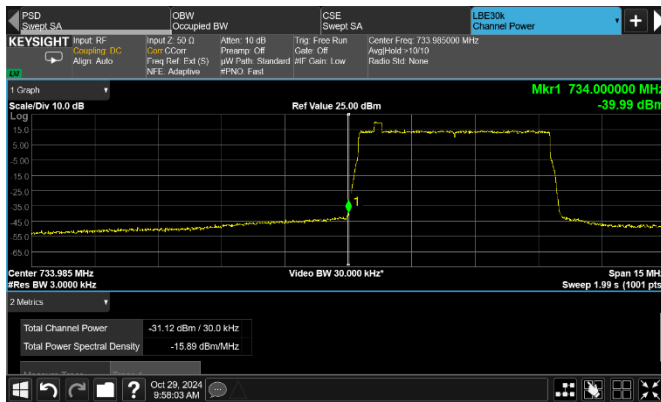 PSD
Swept SA
OBW
Occupied BW
CSE
Swept SA
LBE30k
Channel Power
KEYSIGHT
Input: RF
Coupling: DC
Align: Auto
Input Z: 50 Ω
Corr CCorr
Freq Ref: Ext (S)
NFE: Adaptive
Atten: 10 dB
Preamp: Off
µW Path: Standard
#PNO: Fast
Trig: Free Run
Gate: Off
#IF Gain: Low
Center Freq: 733.985000 MHz
Avg|Hold:>10/10
Radio Std: None
1 Graph
Mkr1 734.000000 MHz
Scale/Div 10.0 dB
Ref Value 25.00 dBm
-39.99 dBm
Log
15.0
5.00
-5.00
-15.0
-25.0
1
-35.0
-45.0
-55.0
-65.0
Center 733.985 MHz
Video BW 30.000 kHz*
Span 15 MHz
#Res BW 3.0000 kHz
Sweep 1.99 s (1001 pts)
2 Metrics
Total Channel Power
-31.12 dBm / 30.0 kHz
Total Power Spectral Density
-15.89 dBm/MHz
?
Oct 29, 2024
9:58:03 AM